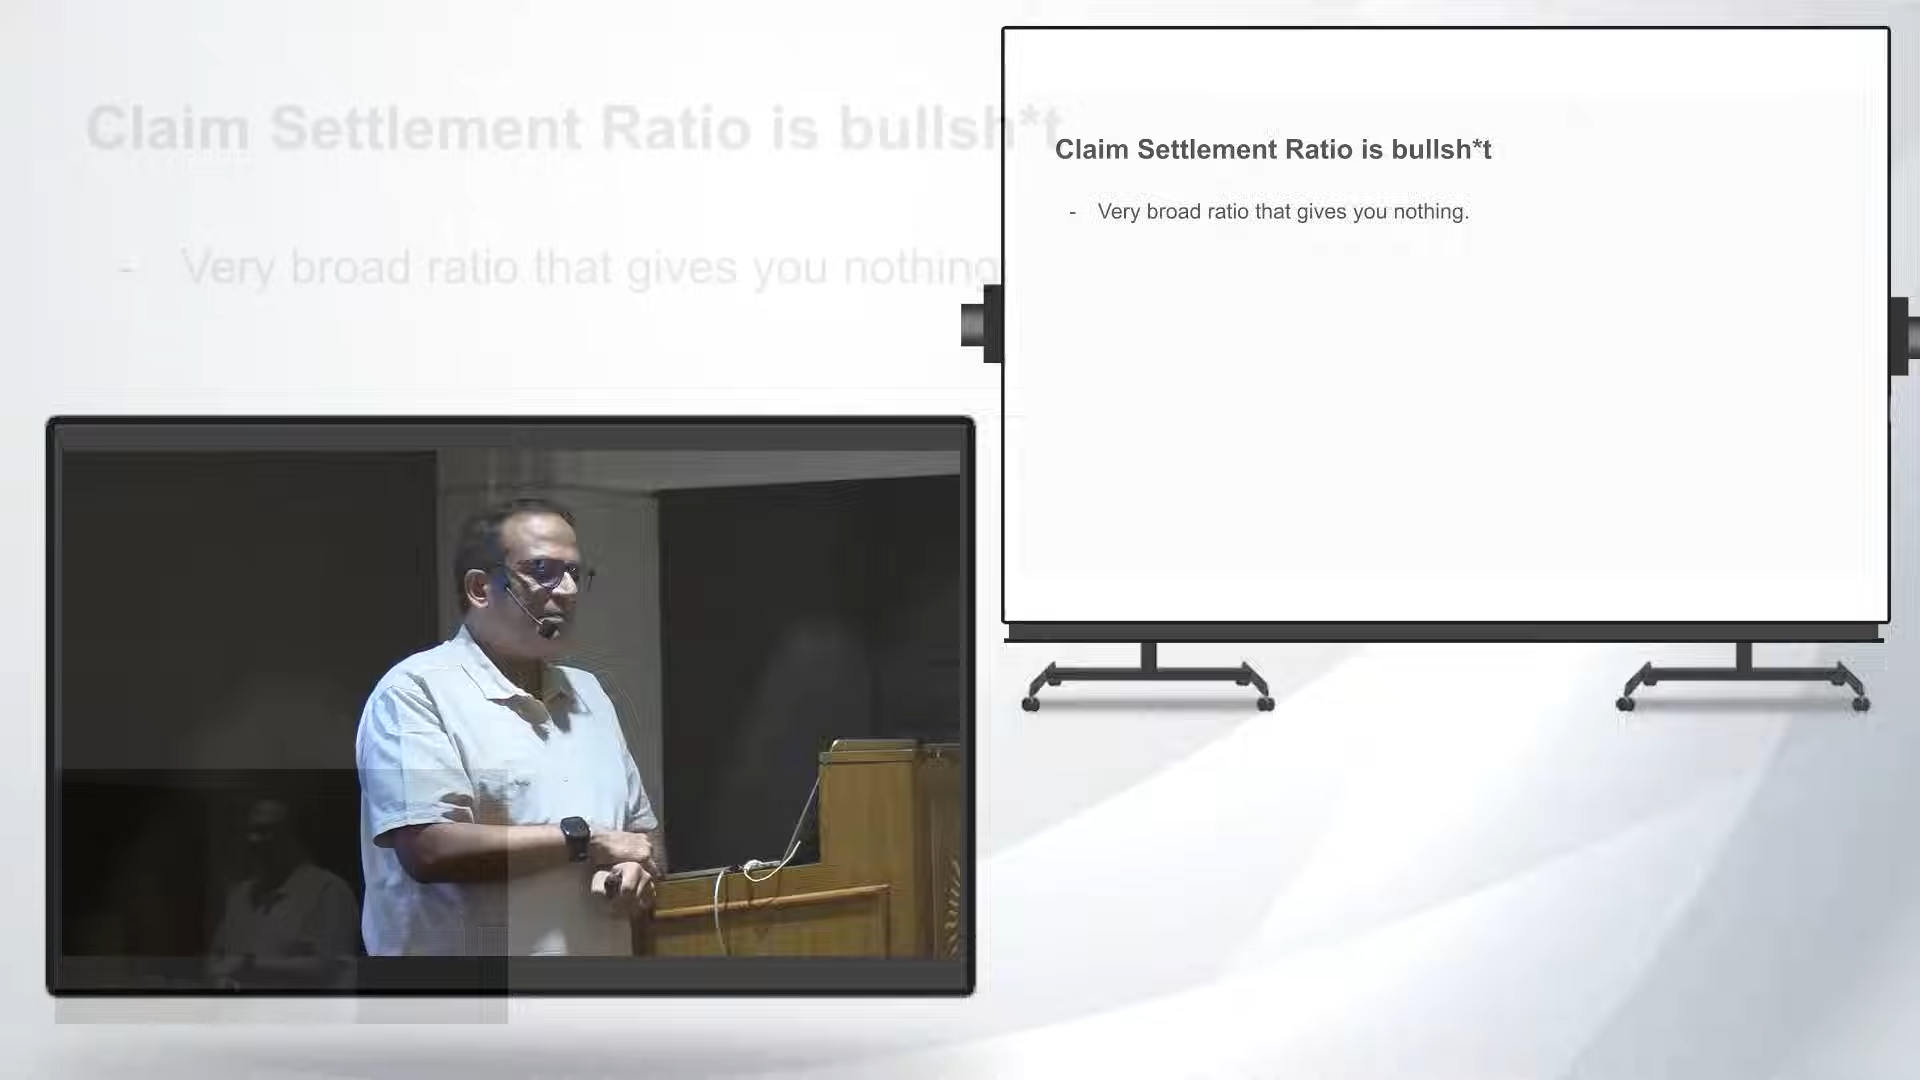 Claim Settlement Ratio is bullsh*t
- Very broad ratio that gives you nothing
Claim Settlement Ratio is bullsh*t
- Very broad ratio that gives you nothing.